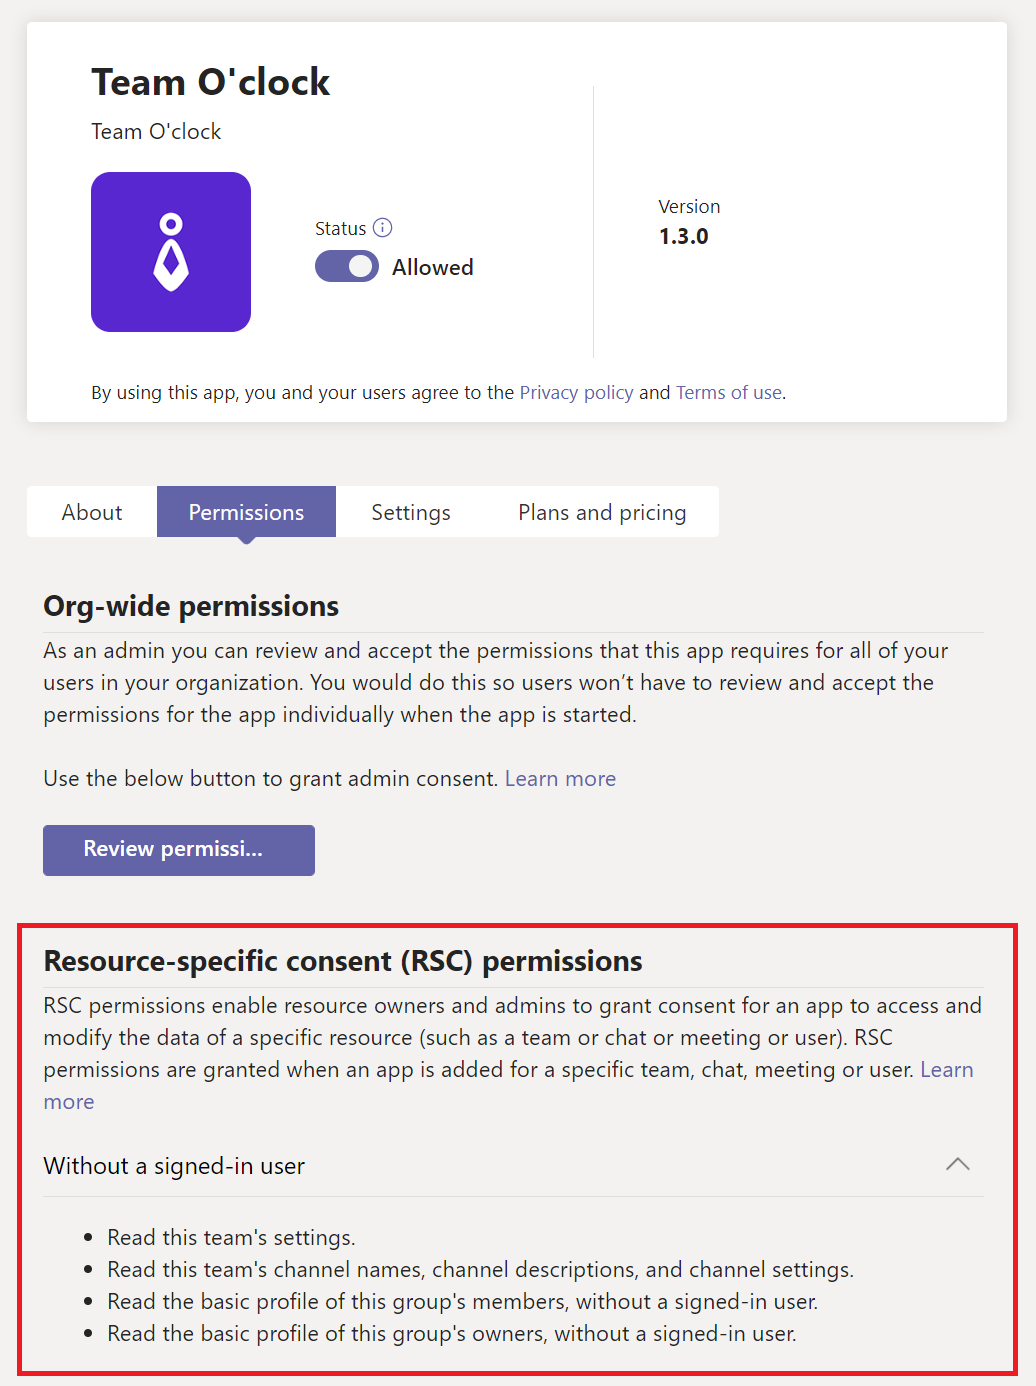 Team O'clock
Team O'clock
Status
Allowed
Version
1.3.0
By using this app, you and your users agree to the Privacy policy and Terms of use.
About
Permissions
Settings
Plans and pricing
Org-wide permissions
As an admin you can review and accept the permissions that this app requires for all of your
users in your organization. You would do this so users won’t have to review and accept the
permissions for the app individually when the app is started.
Use the below button to grant admin consent. Learn more
Review permissi...
Resource-specific consent (RSC) permissions
RSC permissions enable resource owners and admins to grant consent for an app to access and
modify the data of a specific resource (such as a team or chat or meeting or user). RSC
permissions are granted when an app is added for a specific team, chat, meeting or user. Learn
more
Without a signed-in user
Read this team's settings.
Read this team's channel names, channel descriptions, and channel settings.
Read the basic profile of this group's members, without a signed-in user.
Read the basic profile of this group's owners, without a signed-in user.